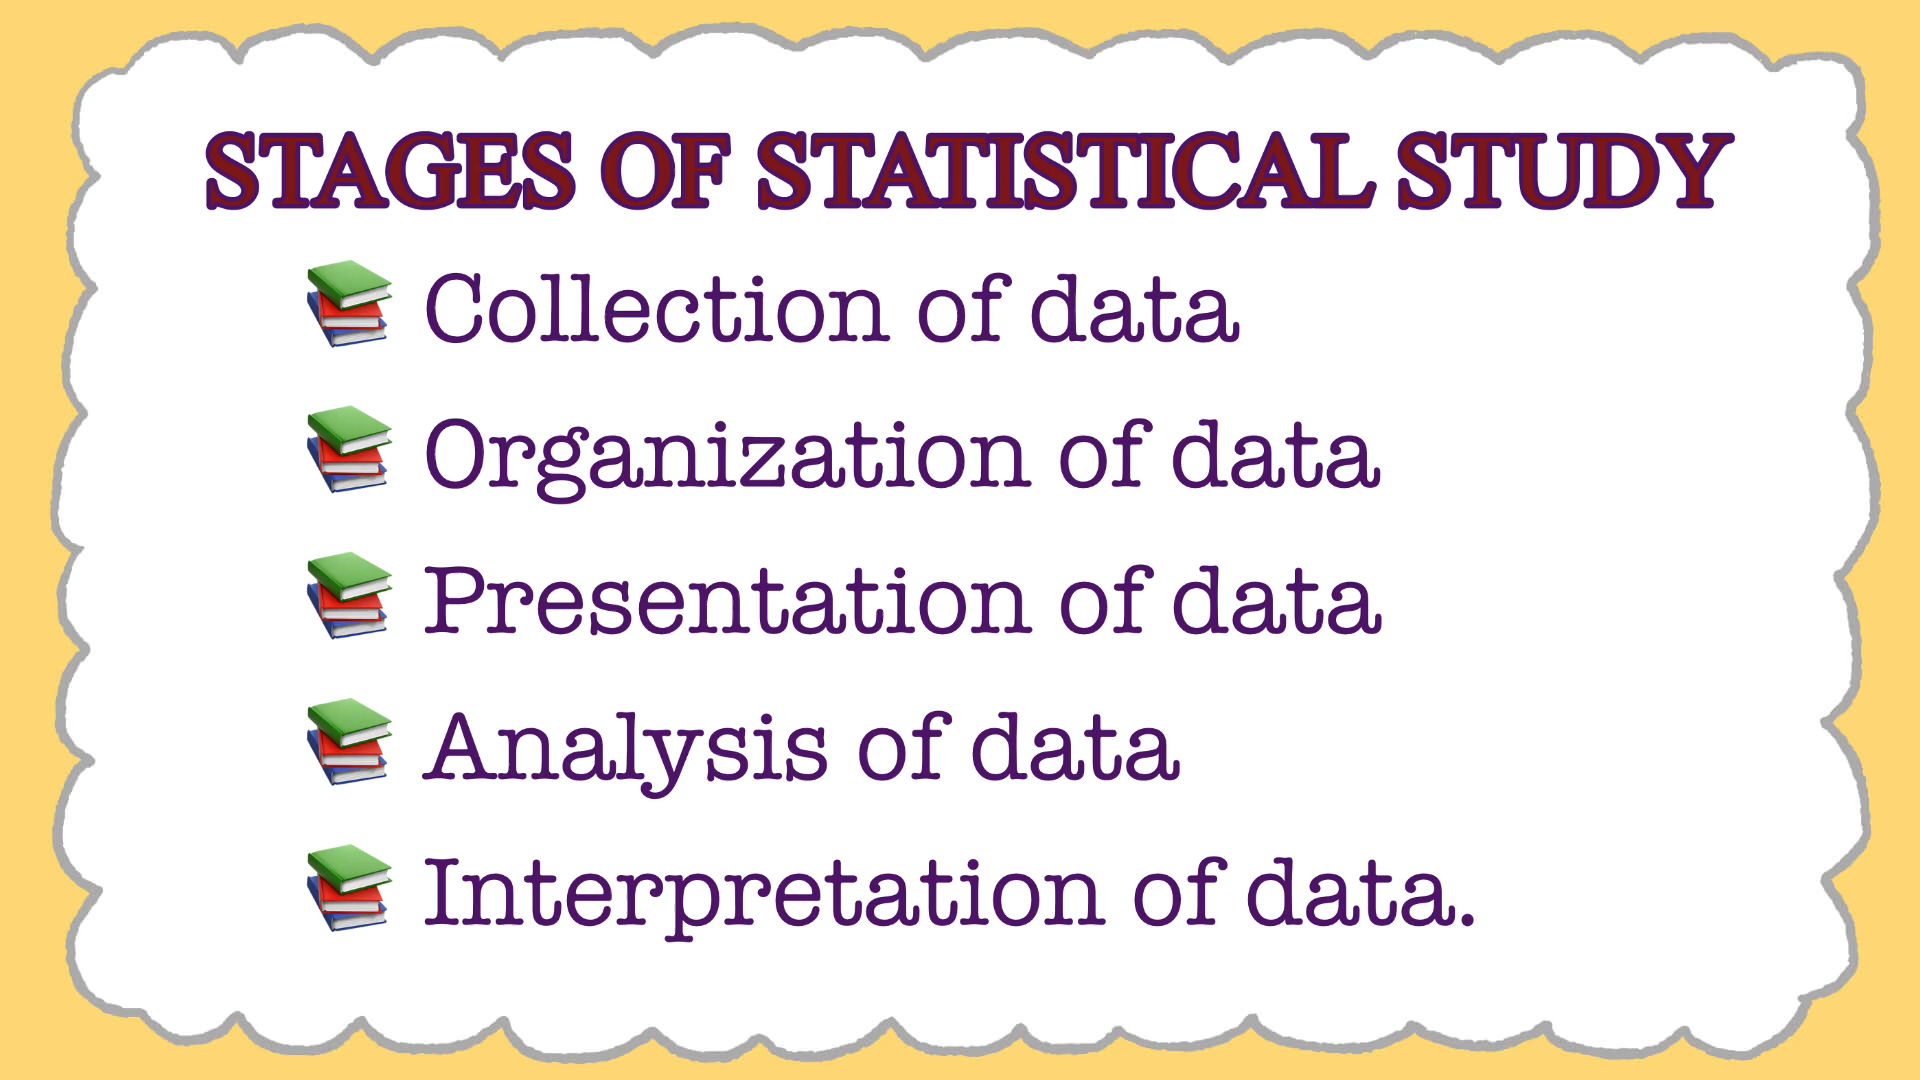 STAGES OF STATISTICAL STUDY
Collection of data
Organization of data
Presentation of data
Analysis of data
Interpretation of data.